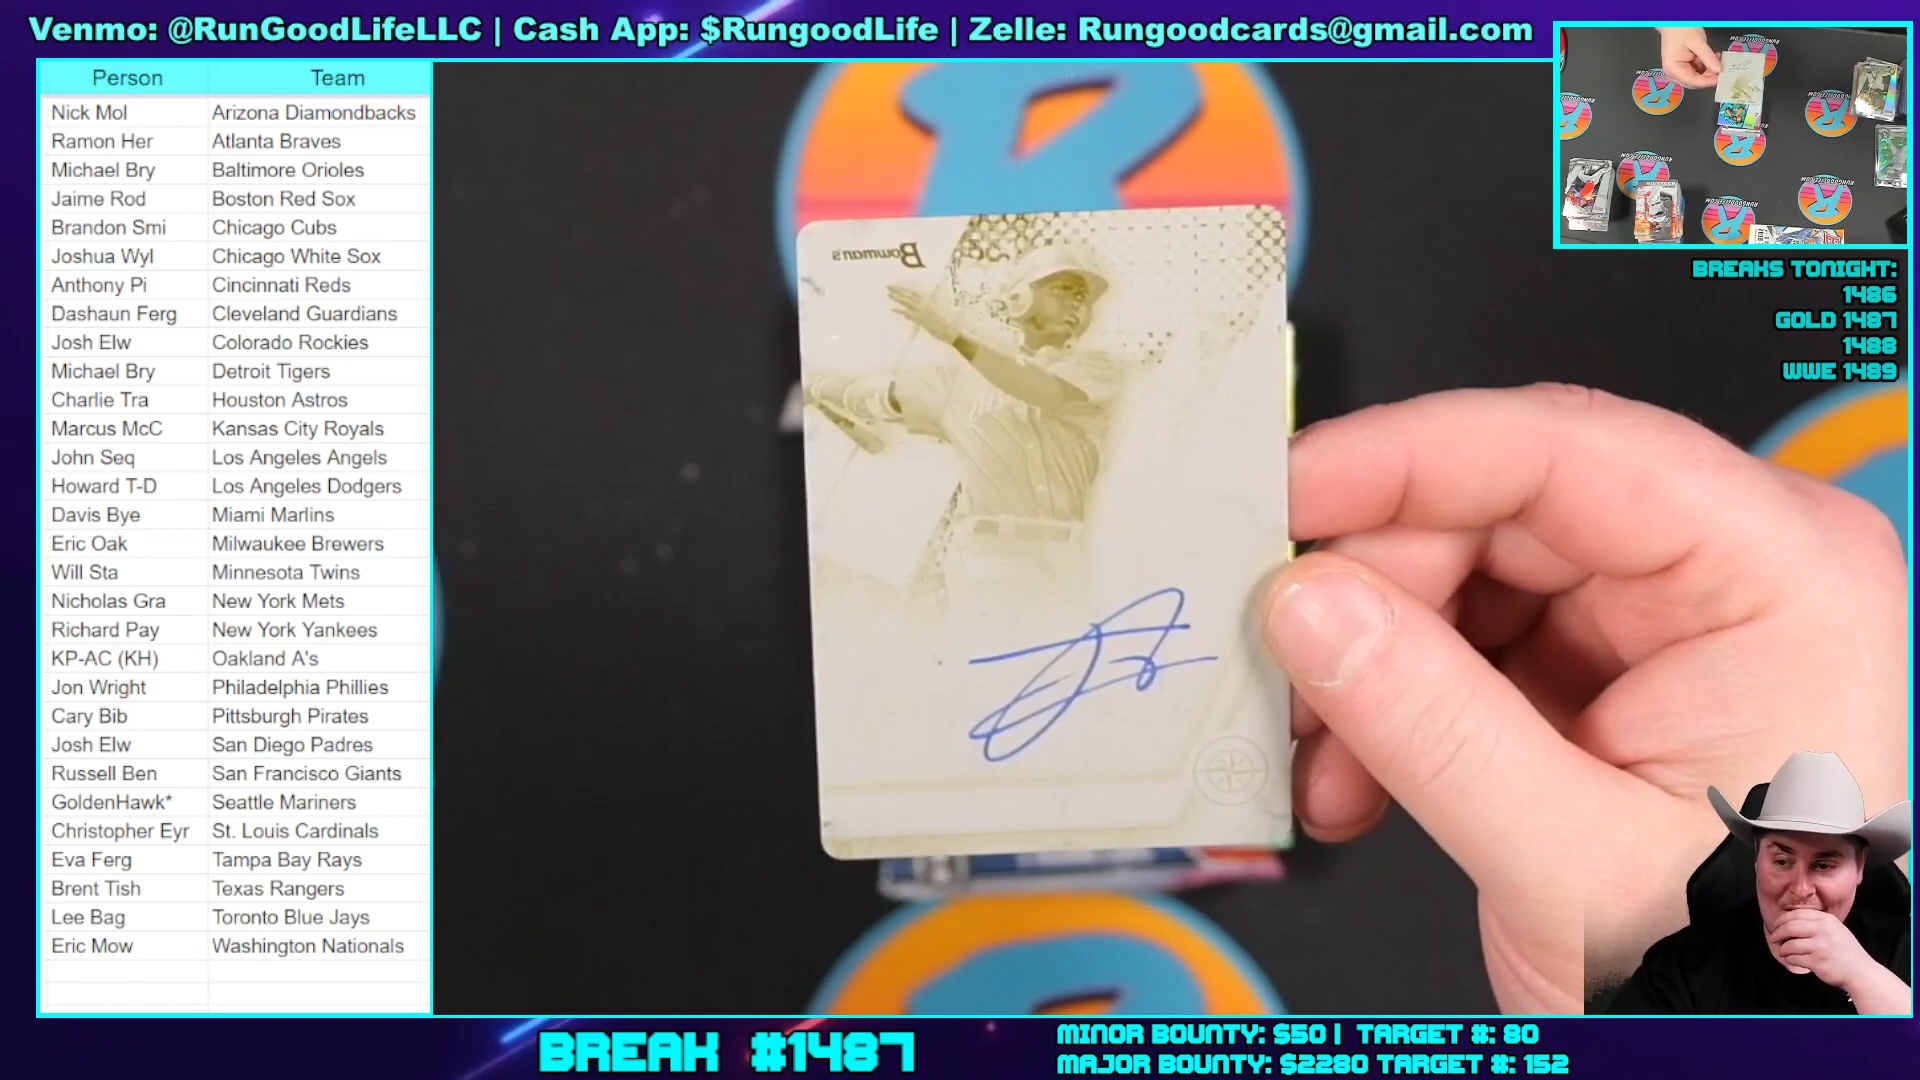 Venmo: @RunGoodLifeLLC | Cash App: $RungoodLife | Zelle: Rungoodcards@gmail.com
Person Team
Nick Mol Arizona Diamondbacks
Ramon Her Atlanta Braves
Michael Bry Baltimore Orioles
Jaime Rod Boston Red Sox
Brandon Smi Chicago Cubs
Joshua Wyl Chicago White Sox
Anthony Pi Cincinnati Reds
Dashaun Ferg Cleveland Guardians
Josh Elw Colorado Rockies
Michael Bry Detroit Tigers
Charlie Tra Houston Astros
Marcus McC Kansas City Royals
John Seq Los Angeles Angels
Howard T-D Los Angeles Dodgers
Davis Bye Miami Marlins
Eric Oak Milwaukee Brewers
Will Sta Minnesota Twins
Nicholas Gra New York Mets
Richard Pay New York Yankees
KP-AC (KH) Oakland A's
Jon Wright Philadelphia Phillies
Cary Bib Pittsburgh Pirates
Josh Elw San Diego Padres
Russell Ben San Francisco Giants
GoldenHawk* Seattle Mariners
Christopher Eyr St. Louis Cardinals
Eva Ferg Tampa Bay Rays
Brent Tish Texas Rangers
Lee Bag Toronto Blue Jays
Eric Mow Washington Nationals
Bowman's
BREAKS TONIGHT:
1486
GOLD 1487
1488
WWE 1489
BREAK #1487
MINOR BOUNTY: $50 | TARGET #: 80
MAJOR BOUNTY: $2280 TARGET #: 152